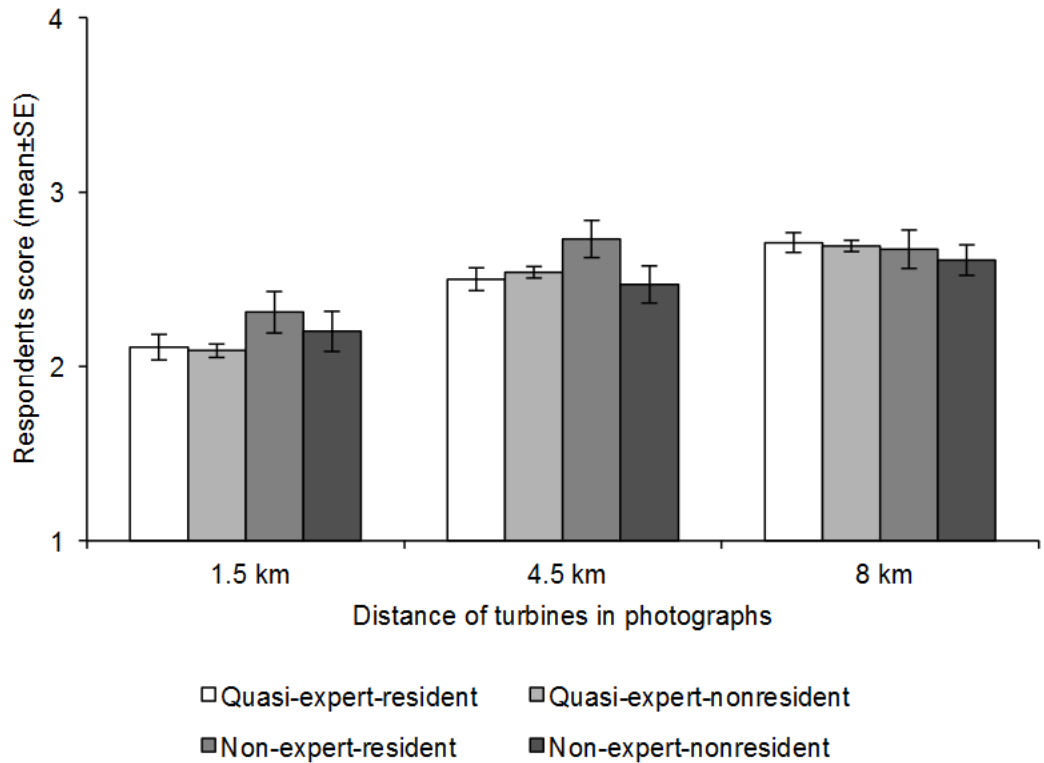 4
3
2
1
Respondents score (mean±SE)
1.5 km
4.5 km
8 km
Distance of turbines in photographs
Quasi-expert-resident
Quasi-expert-nonresident
Non-expert-resident
Non-expert-nonresident